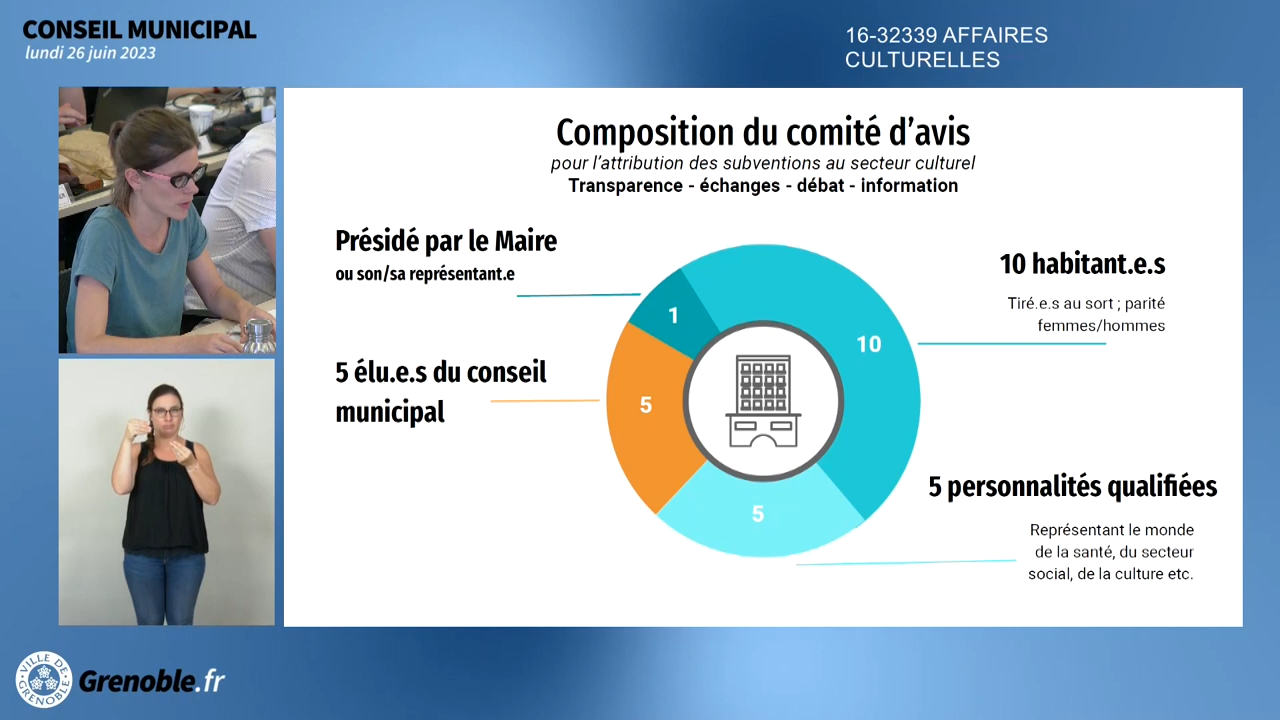 CONSEIL MUNICIPAL
lundi 26 juin 2023
16-32339 AFFAIRES
CULTURELLES
Composition du comité d'avis
pour l'attribution des subventions au secteur culturel
Transparence - échanges - débat - information
Présidé par le Maire
ou son/sa représentant.e
10 habitant.e.s
Tiré.e.s au sort ; parité
femmes/hommes
1
10
5 élu.e.s du conseil
municipal
5
5 personnalités qualifiées
5
Représentant le monde
de la santé, du secteur
social, de la culture etc.
VILLE DE
GRENOBLE
Grenoble.fr